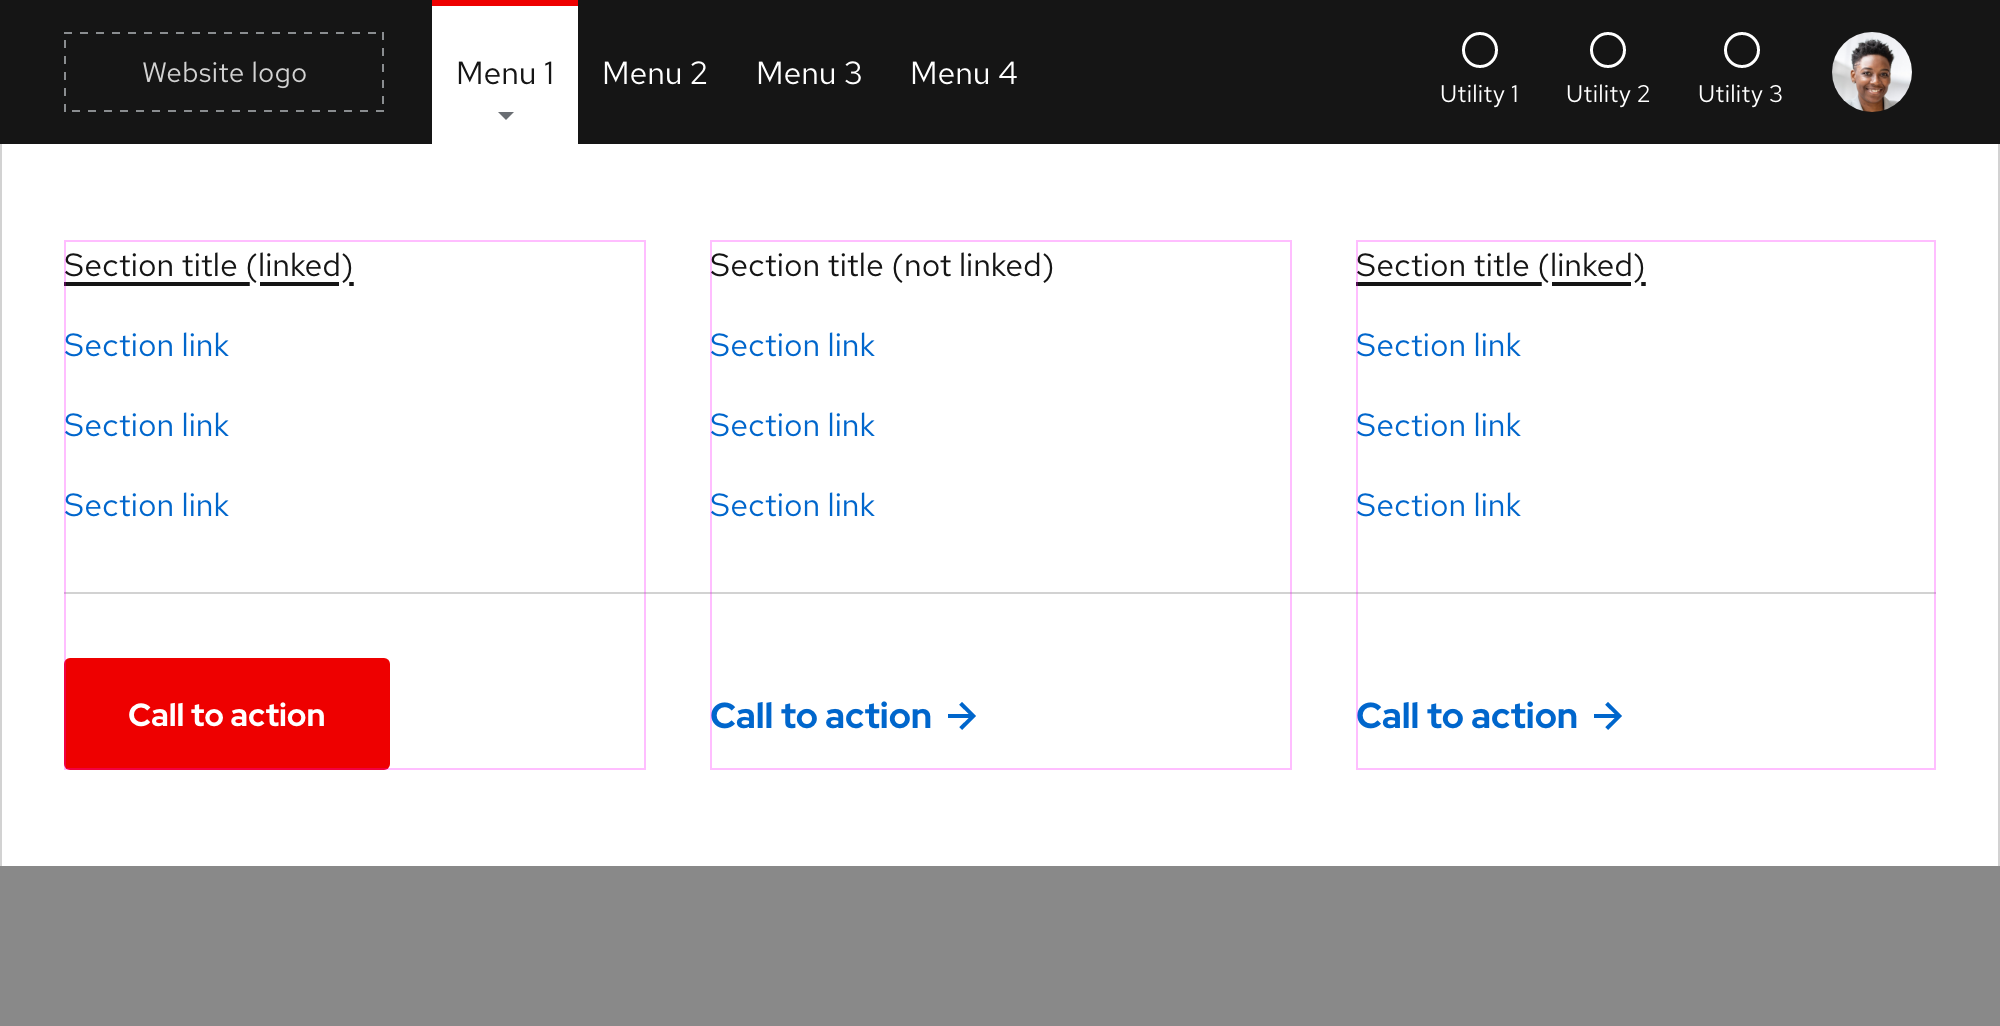 Website logo
Menu 1
Menu 2
Menu 3
Menu 4
Utility 1
Utility 2
Utility 3
Section title (linked)
Section link
Section link
Section link
Section title (not linked)
Section link
Section link
Section link
Section title (linked)
Section link
Section link
Section link
Call to action
Call to action →
Call to action →